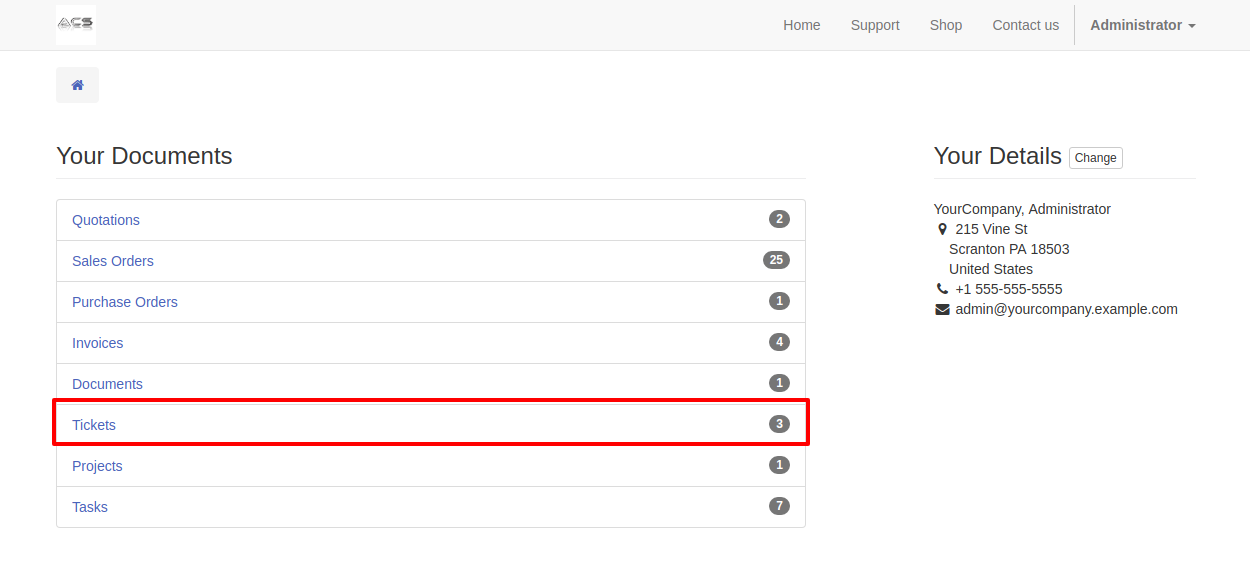 ACS
Home Support Shop Contact us Administrator
Your Documents
Quotations 2
Sales Orders 25
Purchase Orders 1
Invoices 4
Documents 1
Tickets 3
Projects 1
Tasks 7
Your Details Change
YourCompany, Administrator
215 Vine St
Scranton PA 18503
United States
+1 555-555-5555
admin@yourcompany.example.com